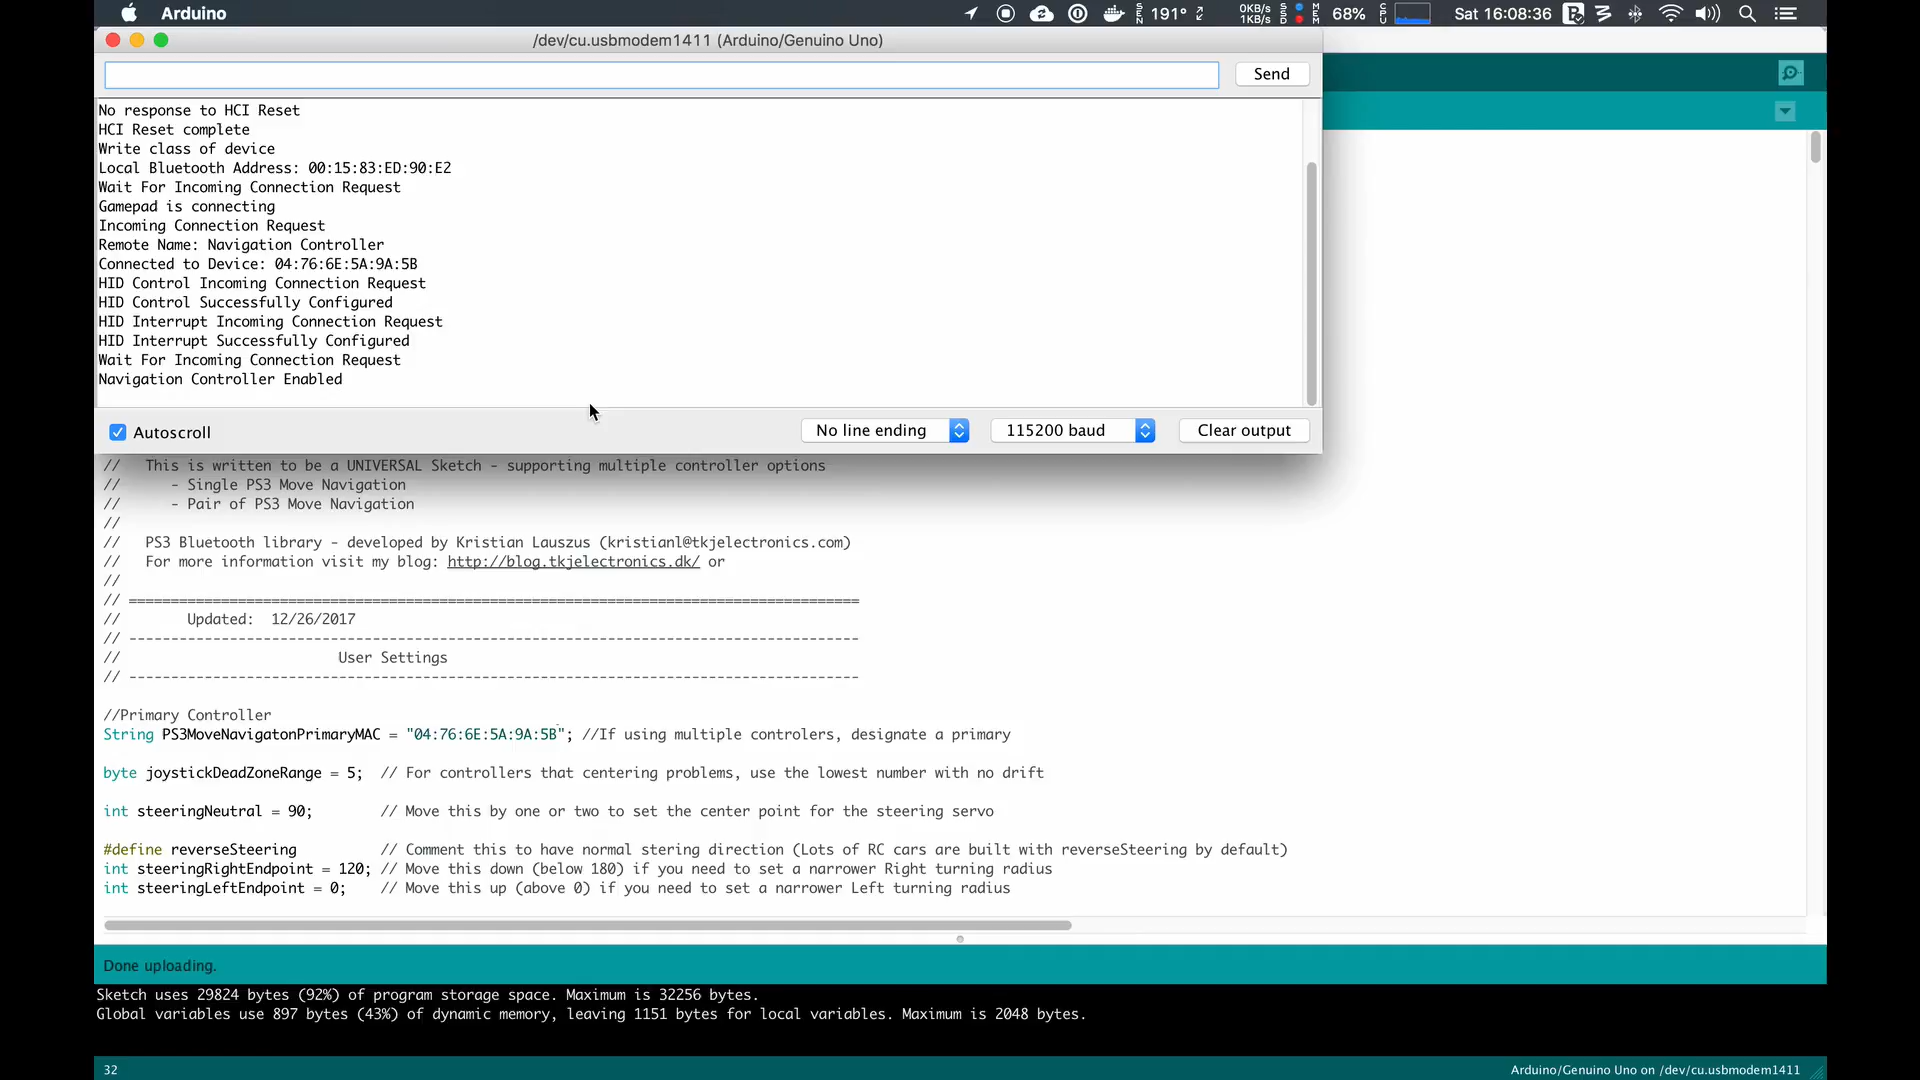 Arduino
191°
0KB/s
1KB/s
68%
Sat 16:08:36
/dev/cu.usbmodem1411 (Arduino/Genuino Uno)
Send
No response to HCI Reset
HCI Reset complete
Write class of device
Local Bluetooth Address: 00:15:83:ED:90:E2
Wait For Incoming Connection Request
Gamepad is connecting
Incoming Connection Request
Remote Name: Navigation Controller
Connected to Device: 04:76:6E:5A:9A:5B
HID Control Incoming Connection Request
HID Control Successfully Configured
HID Interrupt Incoming Connection Request
HID Interrupt Successfully Configured
Wait For Incoming Connection Request
Navigation Controller Enabled
Autoscroll
No line ending
115200 baud
Clear output
//   This is written to be a UNIVERSAL Sketch - supporting multiple controller options
//      - Single PS3 Move Navigation
//      - Pair of PS3 Move Navigation
//
//   PS3 Bluetooth library - developed by Kristian Lauszus (kristianl@tkjelectronics.com)
//   For more information visit my blog: http://blog.tkjelectronics.dk/ or
//
// =======================================================================================
//        Updated:  12/26/2017
// ---------------------------------------------------------------------------------------
//                          User Settings
// ---------------------------------------------------------------------------------------
//Primary Controller
String PS3MoveNavigatonPrimaryMAC = "04:76:6E:5A:9A:5B"; //If using multiple controlers, designate a primary
byte joystickDeadZoneRange = 5;  // For controllers that centering problems, use the lowest number with no drift
int steeringNeutral = 90;        // Move this by one or two to set the center point for the steering servo
#define reverseSteering          // Comment this to have normal stering direction (Lots of RC cars are built with reverseSteering by default)
int steeringRightEndpoint = 120; // Move this down (below 180) if you need to set a narrower Right turning radius
int steeringLeftEndpoint = 0;    // Move this up (above 0) if you need to set a narrower Left turning radius
Done uploading.
Sketch uses 29824 bytes (92%) of program storage space. Maximum is 32256 bytes.
Global variables use 897 bytes (43%) of dynamic memory, leaving 1151 bytes for local variables. Maximum is 2048 bytes.
32
Arduino/Genuino Uno on /dev/cu.usbmodem1411